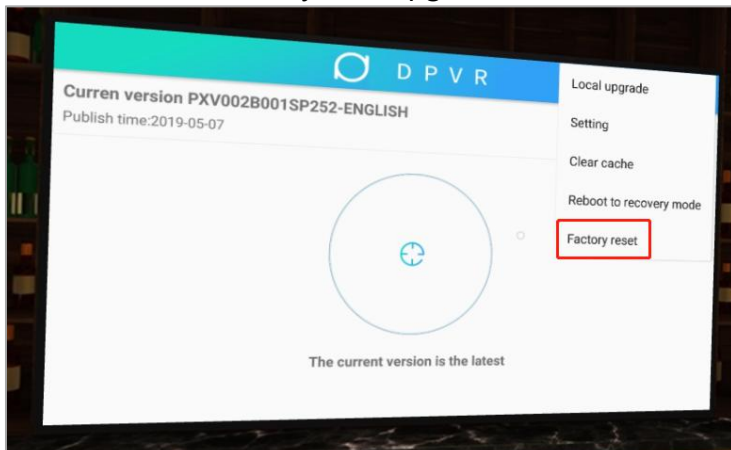 D P V R
Curren version PXV002B001SP252-ENGLISH
Publish time:2019-05-07
The current version is the latest
Local upgrade
Setting
Clear cache
Reboot to recovery mode
Factory reset